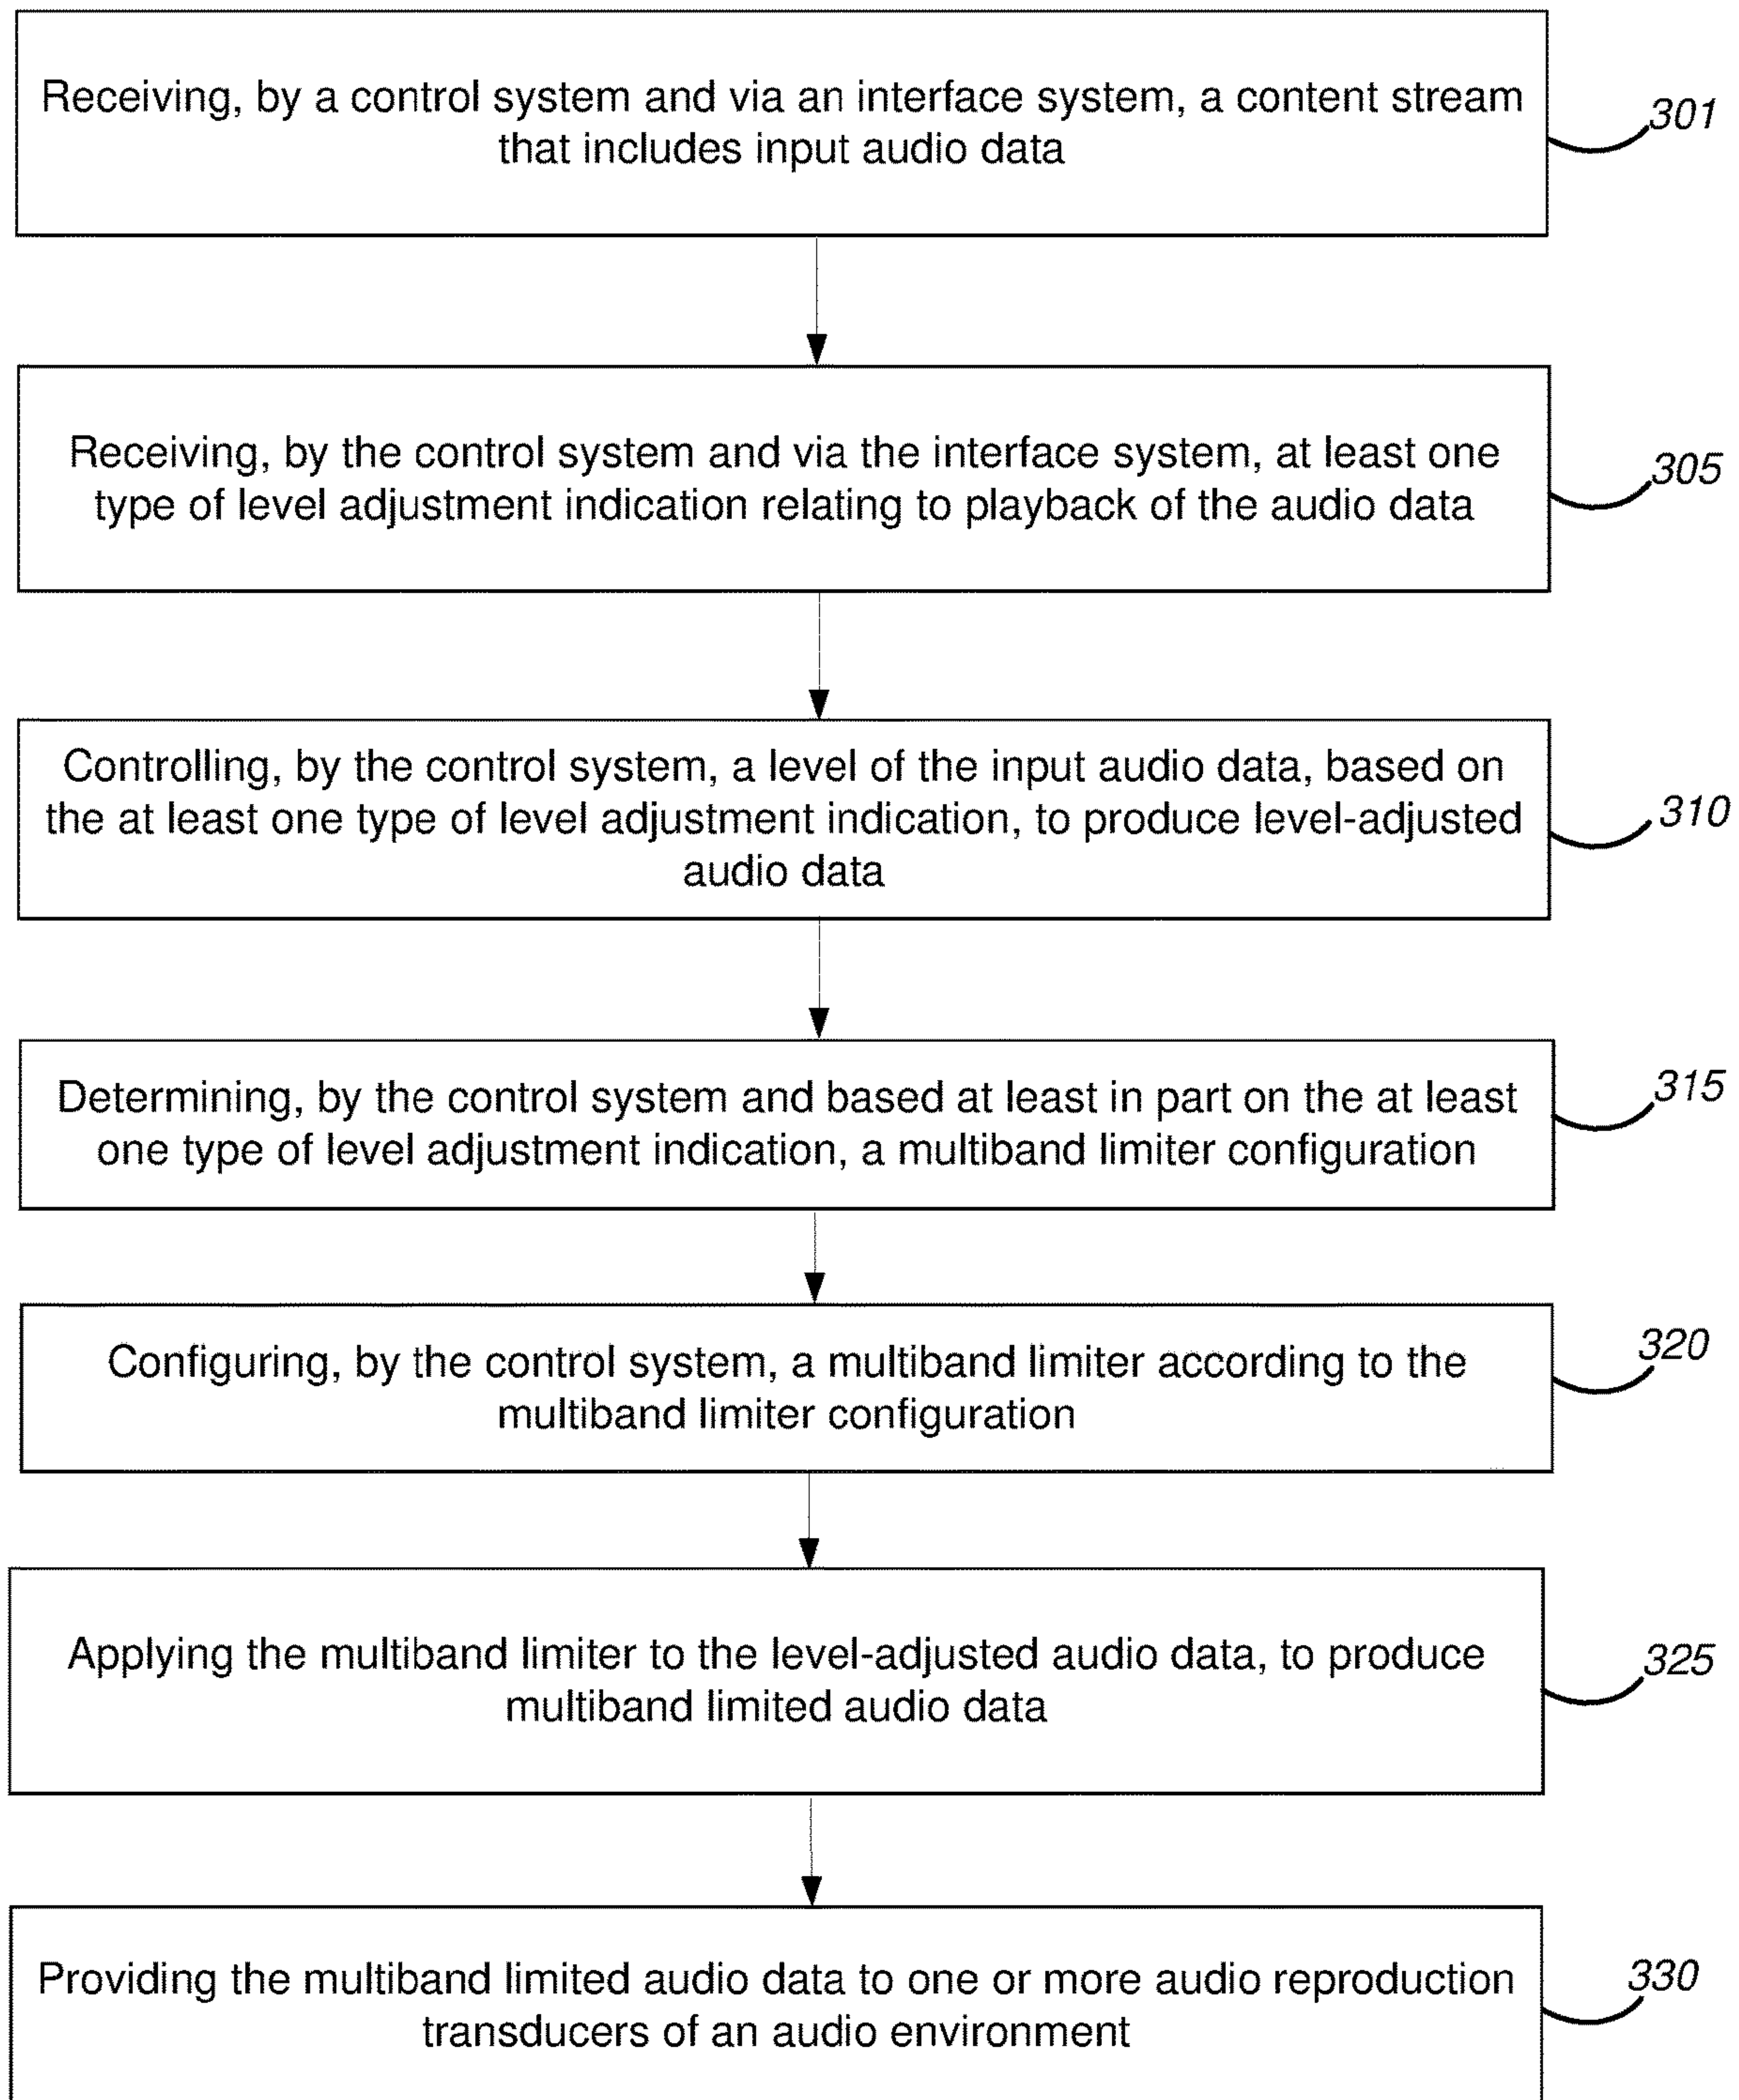 Receiving, by a control system and via an interface system, a content stream
that includes input audio data
301
Receiving, by the control system and via the interface system, at least one
type of level adjustment indication relating to playback of the audio data
305
Controlling, by the control system, a level of the input audio data, based on
the at least one type of level adjustment indication, to produce level-adjusted
audio data
310
Determining, by the control system and based at least in part on the at least
one type of level adjustment indication, a multiband limiter configuration
315
Configuring, by the control system, a multiband limiter according to the
multiband limiter configuration
320
Applying the multiband limiter to the level-adjusted audio data, to produce
multiband limited audio data
325
Providing the multiband limited audio data to one or more audio reproduction
transducers of an audio environment
330